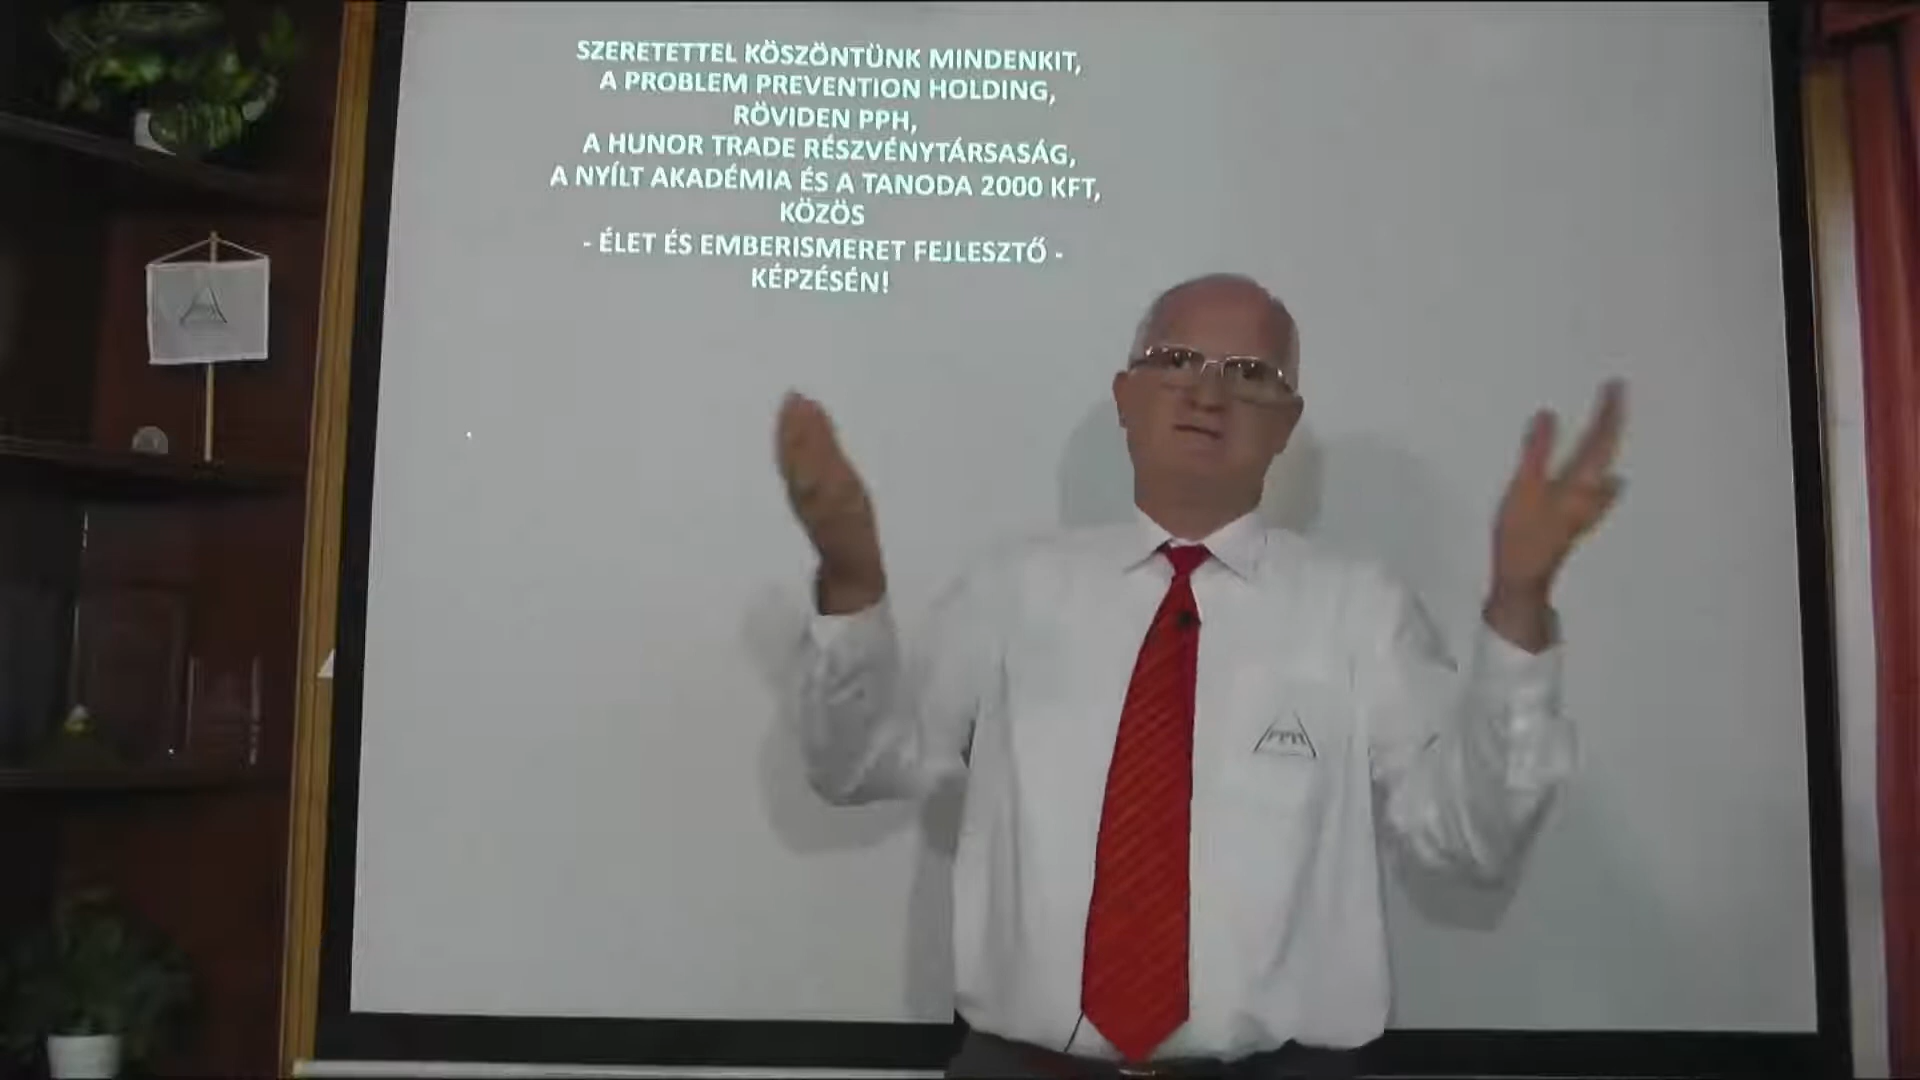 SZERETETTEL KÖSZÖNTÜNK MINDENKIT,
A PROBLEM PREVENTION HOLDING,
RÖVIDEN PPH,
A HUNOR TRADE RÉSZVÉNYTÁRSASÁG,
A NYÍLT AKADÉMIA ÉS A TANODA 2000 KFT,
KÖZÖS
- ÉLET ÉS EMBERISMERET FEJLESZTŐ -
KÉPZÉSÉN!
PPH